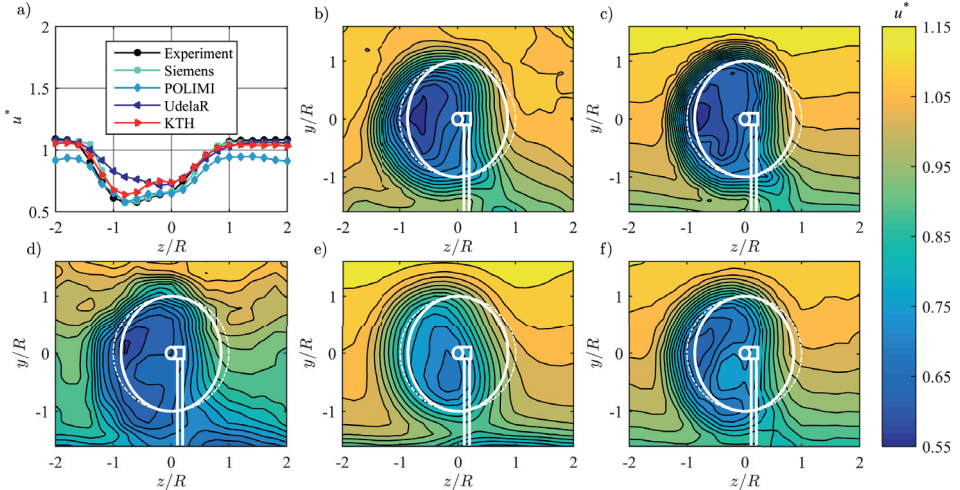 a)
b)
c)
u*
2
1.5
1
0.5
u*
Experiment
Siemens
POLIMI
UdelaR
KTH
-2 -1 0 1 2
z/R
1
0
-1
y/R
-2 -1 0 1 2
z/R
1
0
-1
y/R
-2 -1 0 1 2
z/R
d)
e)
f)
1
0
-1
y/R
-2 -1 0 1 2
z/R
1
0
-1
y/R
-2 -1 0 1 2
z/R
1
0
-1
y/R
-2 -1 0 1 2
z/R
1.15
1.05
0.95
0.85
0.75
0.65
0.55